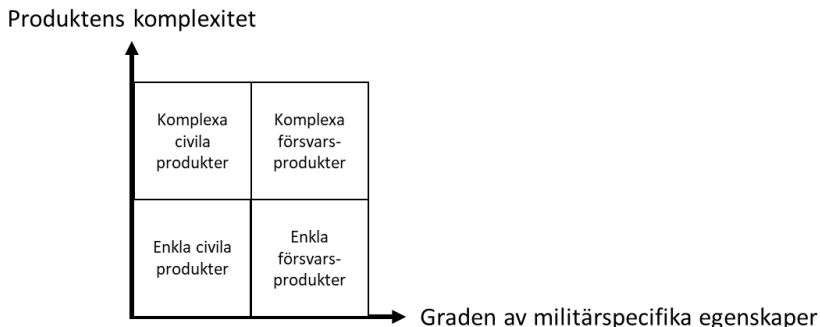 Produktens komplexitet
Komplexa
civila
produkter
Komplexa
försvars-
produkter
Enkla civila
produkter
Enkla
försvars-
produkter
Graden av militärspecifika egenskaper